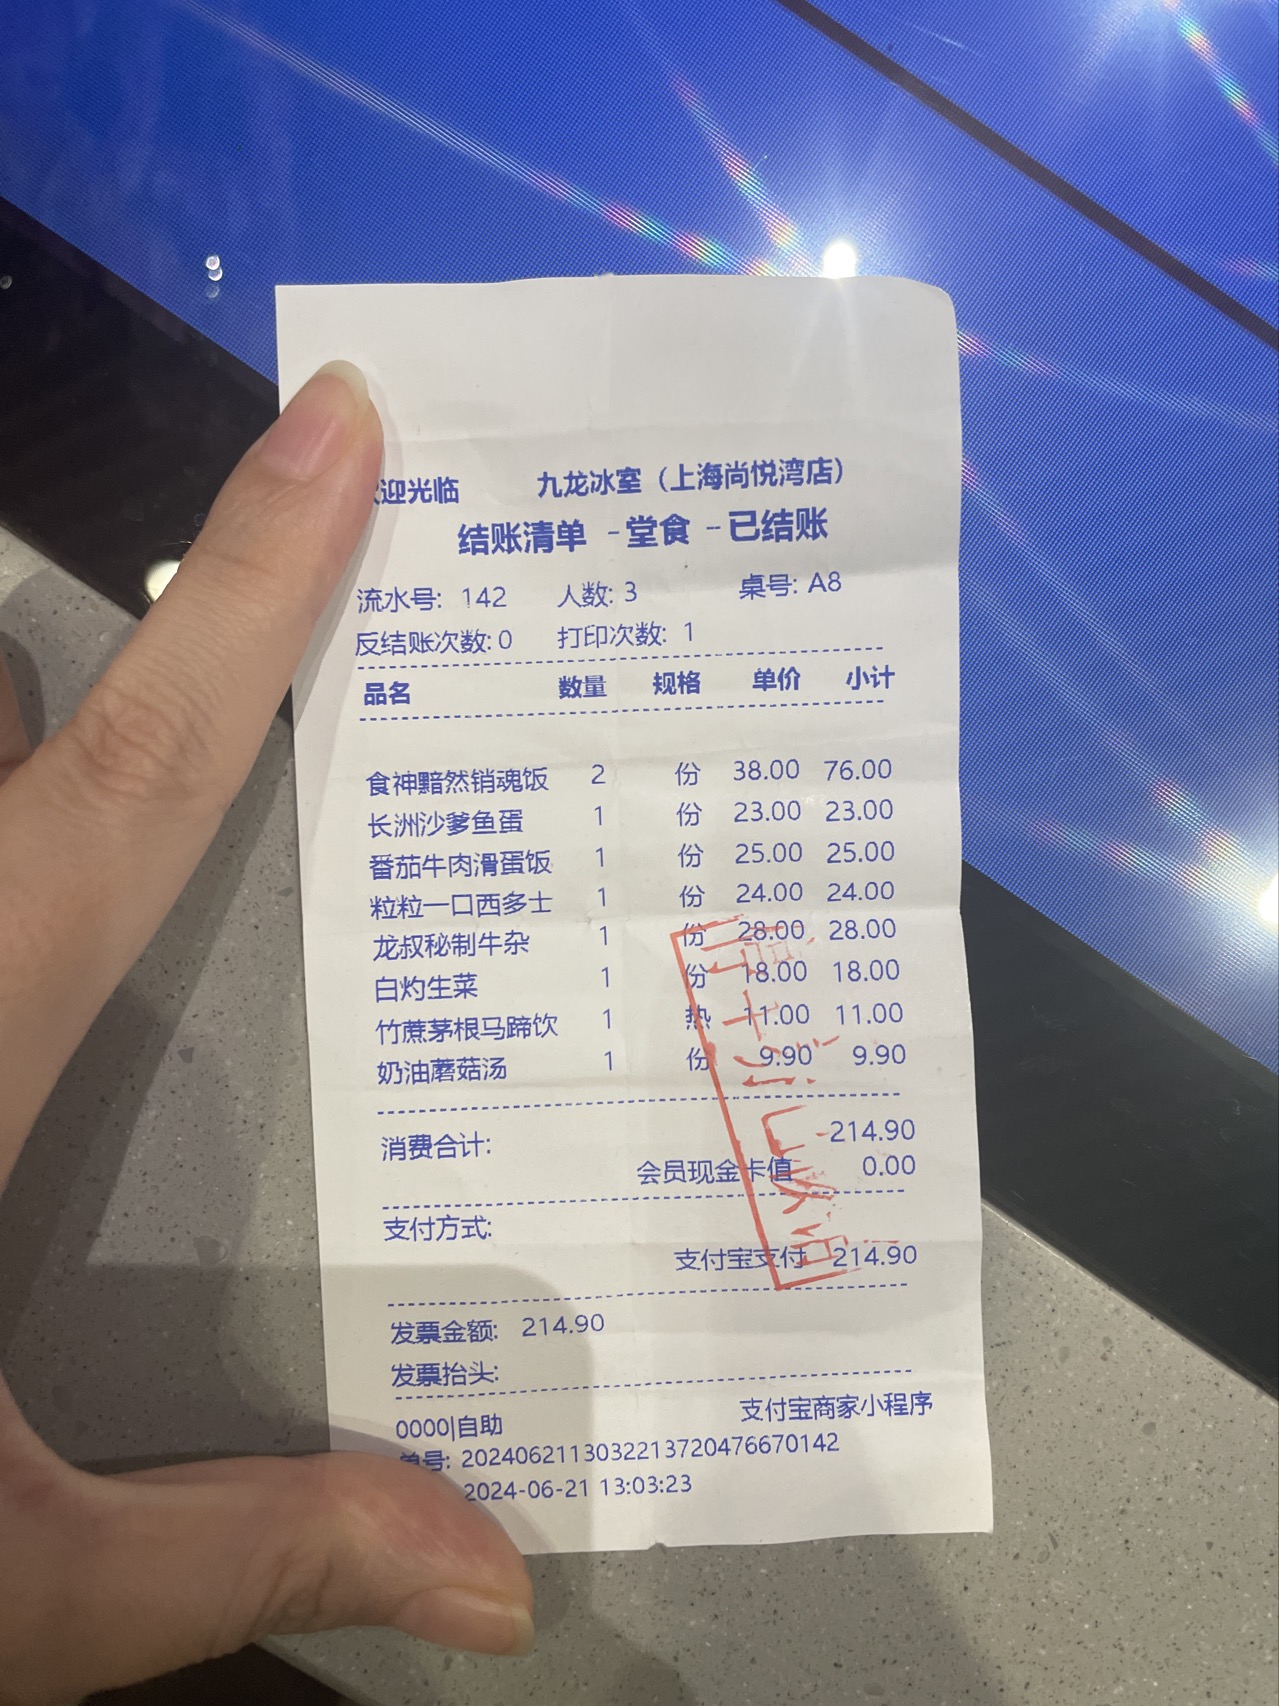 迎光临 九龙冰室（上海尚悦湾店）
结账清单 - 堂食 - 已结账
流水号: 142 人数: 3 桌号: A8
反结账次数: 0 打印次数: 1
品名 数量 规格 单价 小计
食神黯然销魂饭 2 份 38.00 76.00
长洲沙爹鱼蛋 1 份 23.00 23.00
番茄牛肉滑蛋饭 1 份 25.00 25.00
粒粒一口西多士 1 份 24.00 24.00
龙叔秘制牛杂 1 份 28.00 28.00
白灼生菜 1 份 18.00 18.00
竹蔗茅根马蹄饮 1 热 11.00 11.00
奶油蘑菇汤 1 份 9.90 9.90
消费合计: 214.90
会员现金卡值 0.00
支付方式:
支付宝支付 214.90
发票金额: 214.90
发票抬头:
0000|自助 支付宝商家小程序
单号: 2024062113032213720476670142
2024-06-21 13:03:23